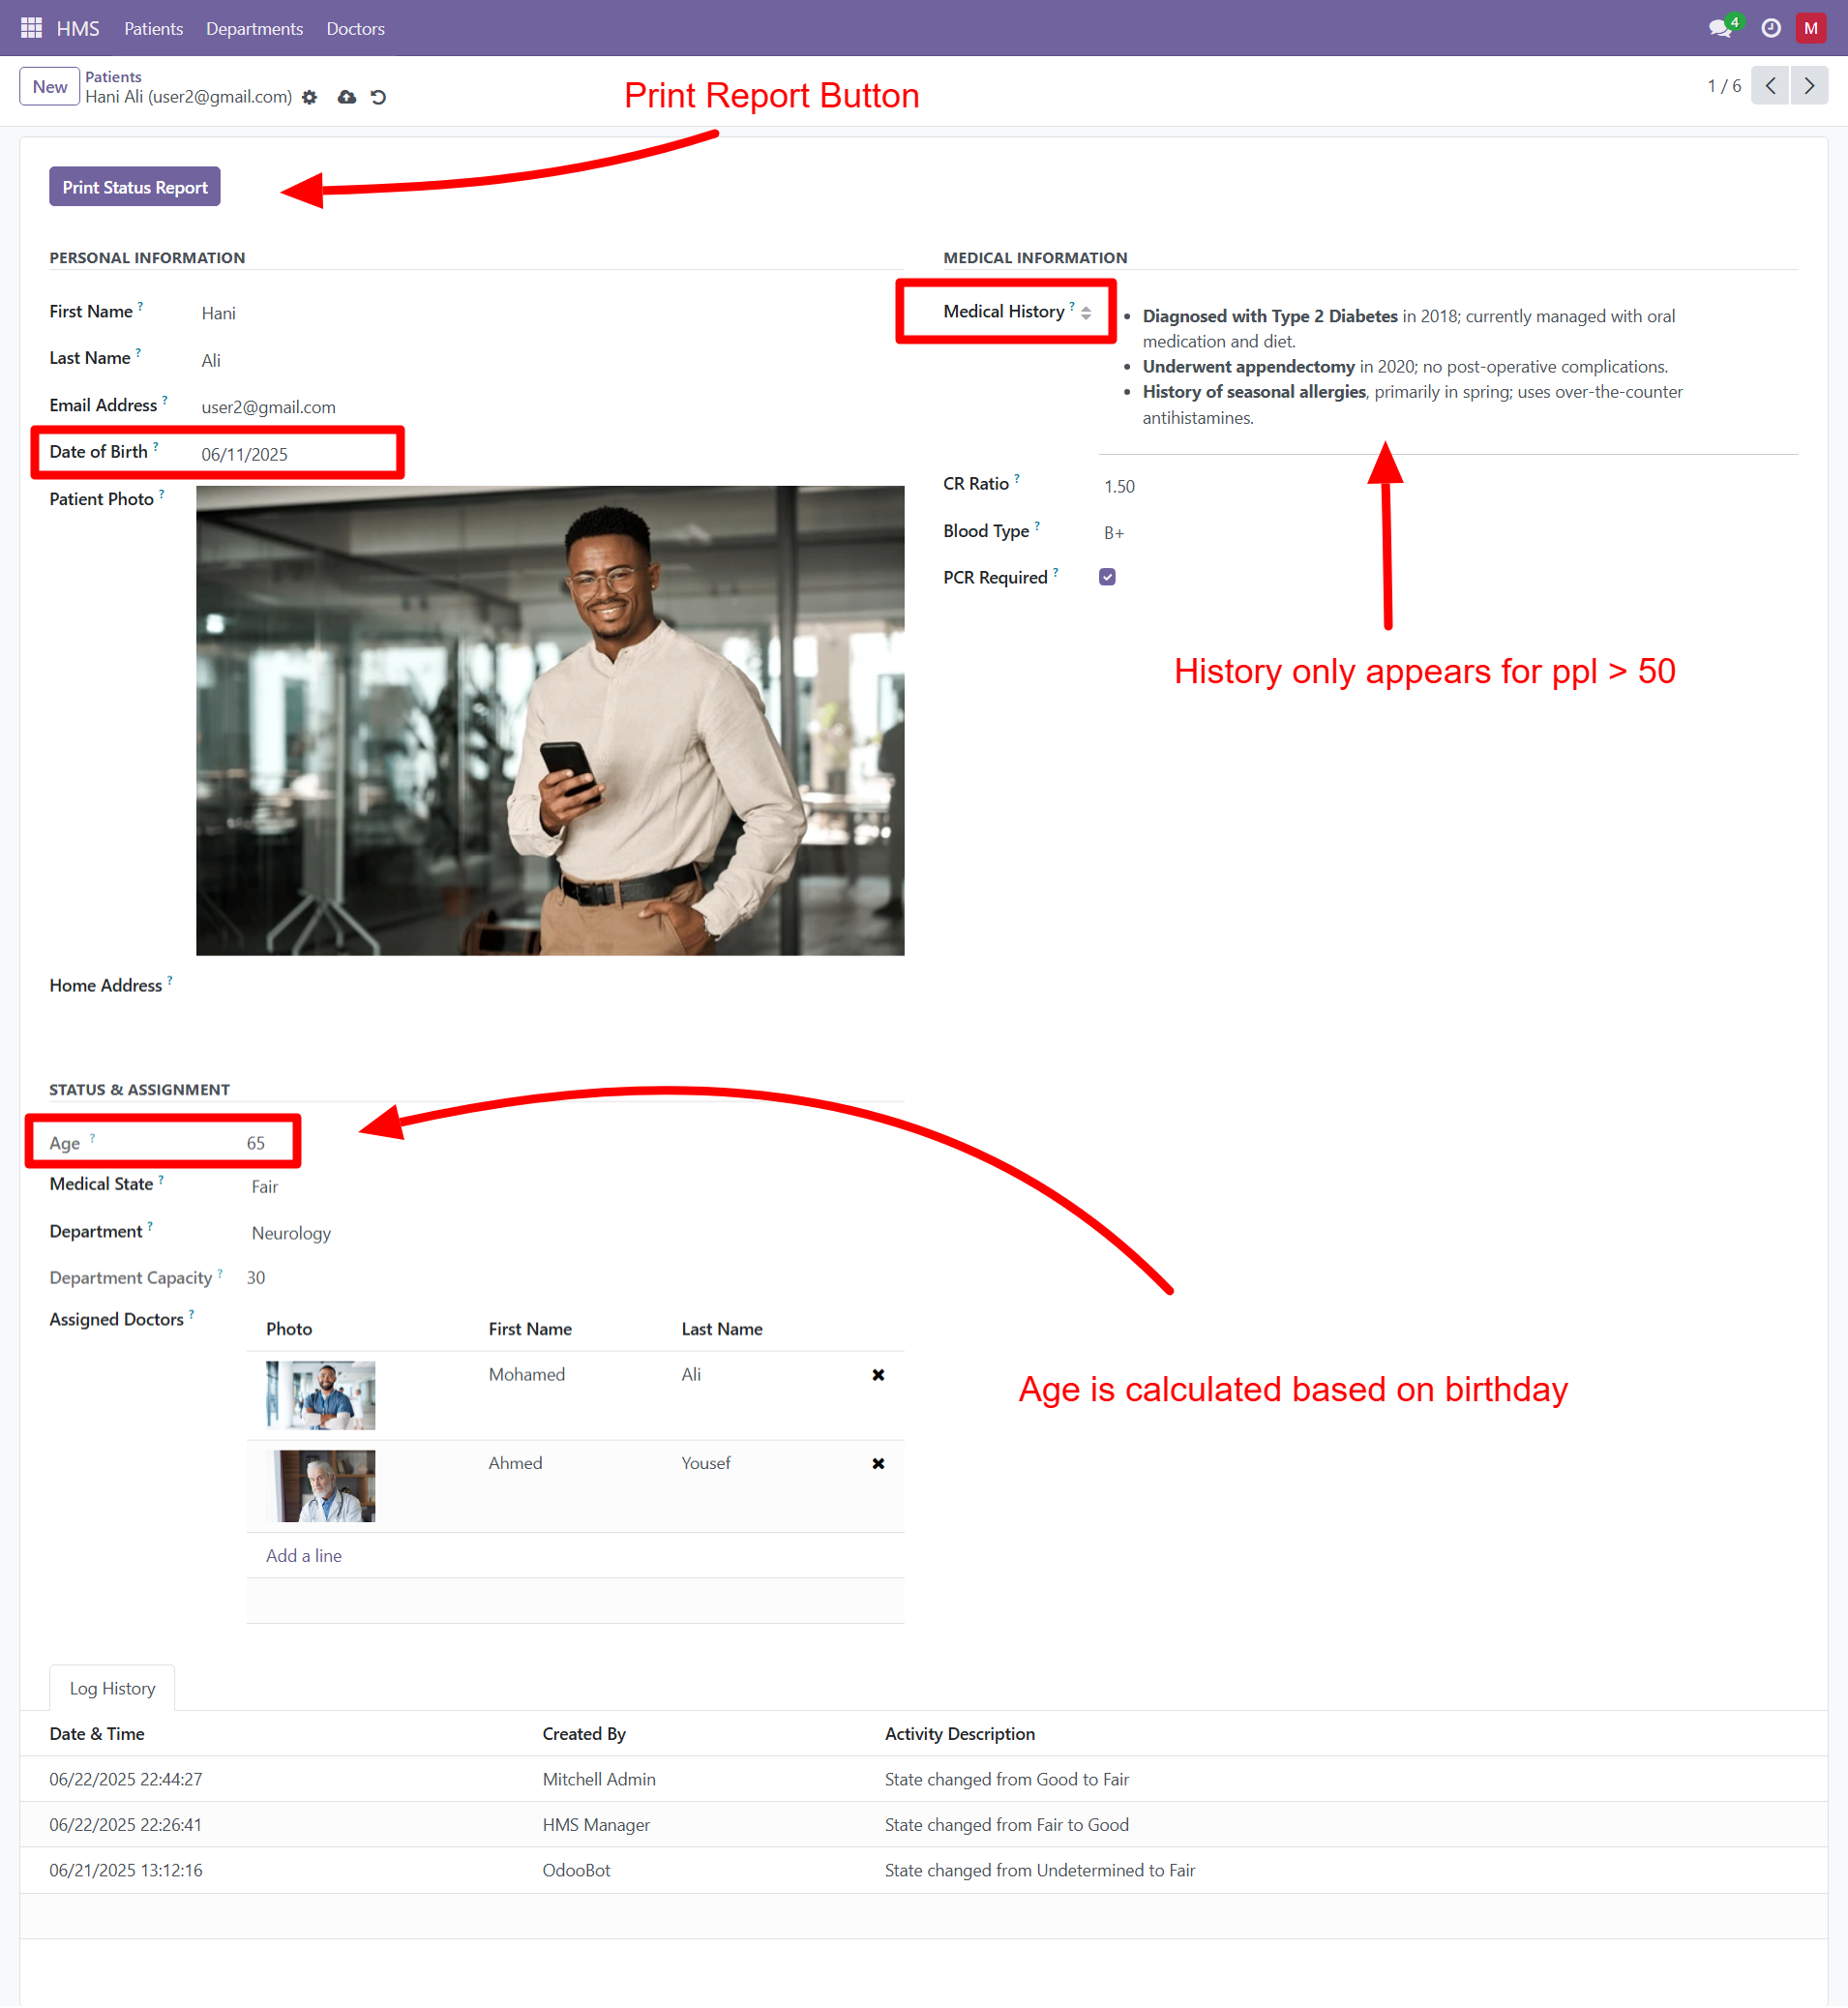 HMS Patients Departments Doctors 4 M
New
Patients
Hani Ali (user2@gmail.com)
1 / 6
Print Report Button
Print Status Report
PERSONAL INFORMATION
First Name ? Hani
Last Name ? Ali
Email Address ? user2@gmail.com
Date of Birth ? 06/11/2025
Patient Photo ?
Home Address ?
MEDICAL INFORMATION
Medical History ?
• Diagnosed with Type 2 Diabetes in 2018; currently managed with oral
medication and diet.
• Underwent appendectomy in 2020; no post-operative complications.
• History of seasonal allergies, primarily in spring; uses over-the-counter
antihistamines.
CR Ratio ? 1.50
Blood Type ? B+
PCR Required ?
History only appears for ppl > 50
STATUS & ASSIGNMENT
Age ? 65
Medical State ? Fair
Department ? Neurology
Department Capacity ? 30
Assigned Doctors ?
Photo First Name Last Name
Mohamed Ali
Ahmed Yousef
Add a line
Age is calculated based on birthday
Log History
Date & Time Created By Activity Description
06/22/2025 22:44:27 Mitchell Admin State changed from Good to Fair
06/22/2025 22:26:41 HMS Manager State changed from Fair to Good
06/21/2025 13:12:16 OdooBot State changed from Undetermined to Fair